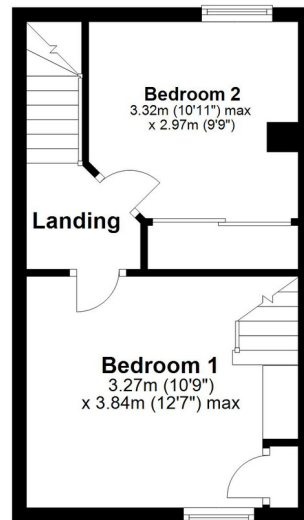 Bedroom 2
3.32m (10'11") max
x 2.97m (9'9")
Landing
Bedroom 1
3.27m (10'9")
x 3.84m (12'7") max